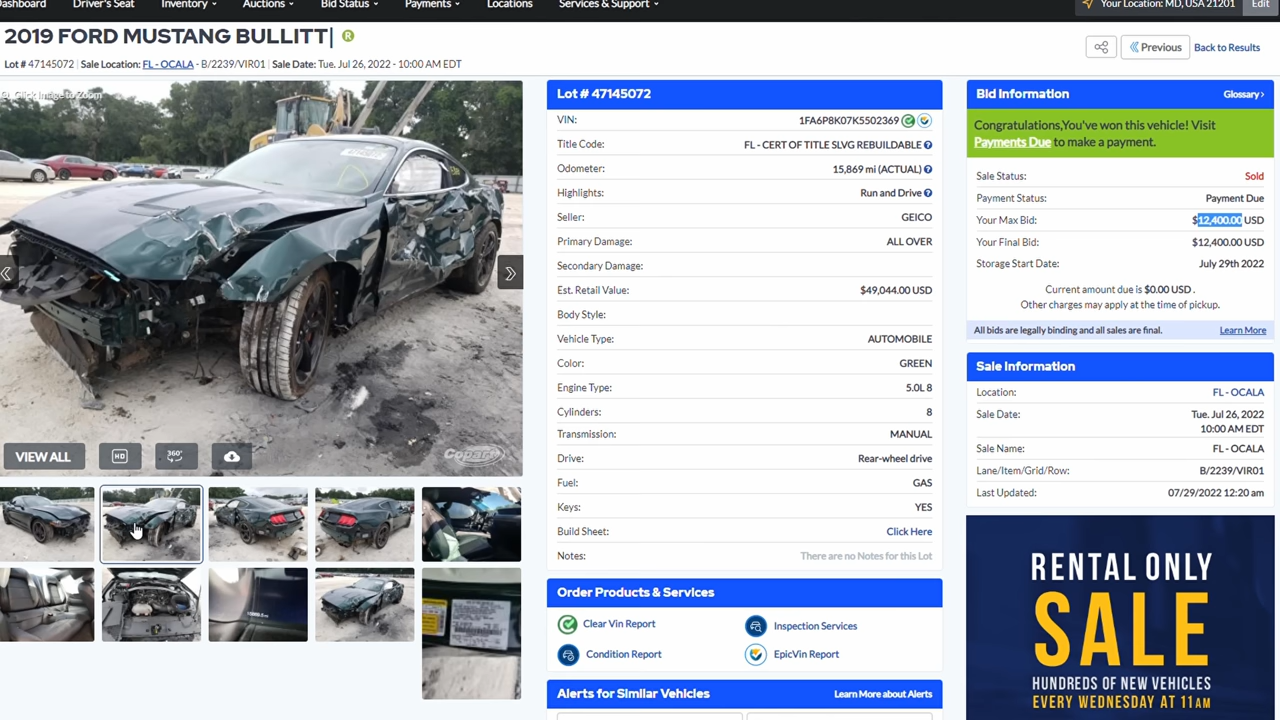 Dashboard Driver's Seat Inventory Auctions Bid Status Payments Locations Services & Support Your Location: MD, USA 21201 Edit
2019 FORD MUSTANG BULLITT| R
Previous Back to Results
Lot # 47145072 | Sale Location: FL - OCALA - B/2239/VIR01 | Sale Date: Tue. Jul 26, 2022 - 10:00 AM EDT
Click Image to Zoom
VIEW ALL
HD
360°
Copart
Lot # 47145072
VIN: 1FA6P8K07K5502369
Title Code: FL - CERT OF TITLE SLVG REBUILDABLE
Odometer: 15,869 mi (ACTUAL)
Highlights: Run and Drive
Seller: GEICO
Primary Damage: ALL OVER
Secondary Damage:
Est. Retail Value: $49,044.00 USD
Body Style:
Vehicle Type: AUTOMOBILE
Color: GREEN
Engine Type: 5.0L 8
Cylinders: 8
Transmission: MANUAL
Drive: Rear-wheel drive
Fuel: GAS
Keys: YES
Build Sheet: Click Here
Notes: There are no Notes for this Lot
Order Products & Services
Clear Vin Report Inspection Services
Condition Report EpicVin Report
Alerts for Similar Vehicles Learn More about Alerts
Bid Information Glossary
Congratulations,You've won this vehicle! Visit
Payments Due to make a payment.
Sale Status: Sold
Payment Status: Payment Due
Your Max Bid: $12,400.00 USD
Your Final Bid: $12,400.00 USD
Storage Start Date: July 29th 2022
Current amount due is $0.00 USD .
Other charges may apply at the time of pickup.
All bids are legally binding and all sales are final. Learn More
Sale Information
Location: FL - OCALA
Sale Date: Tue. Jul 26, 2022
10:00 AM EDT
Sale Name: FL - OCALA
Lane/Item/Grid/Row: B/2239/VIR01
Last Updated: 07/29/2022 12:20 am
RENTAL ONLY
SALE
HUNDREDS OF NEW VEHICLES
EVERY WEDNESDAY AT 11AM